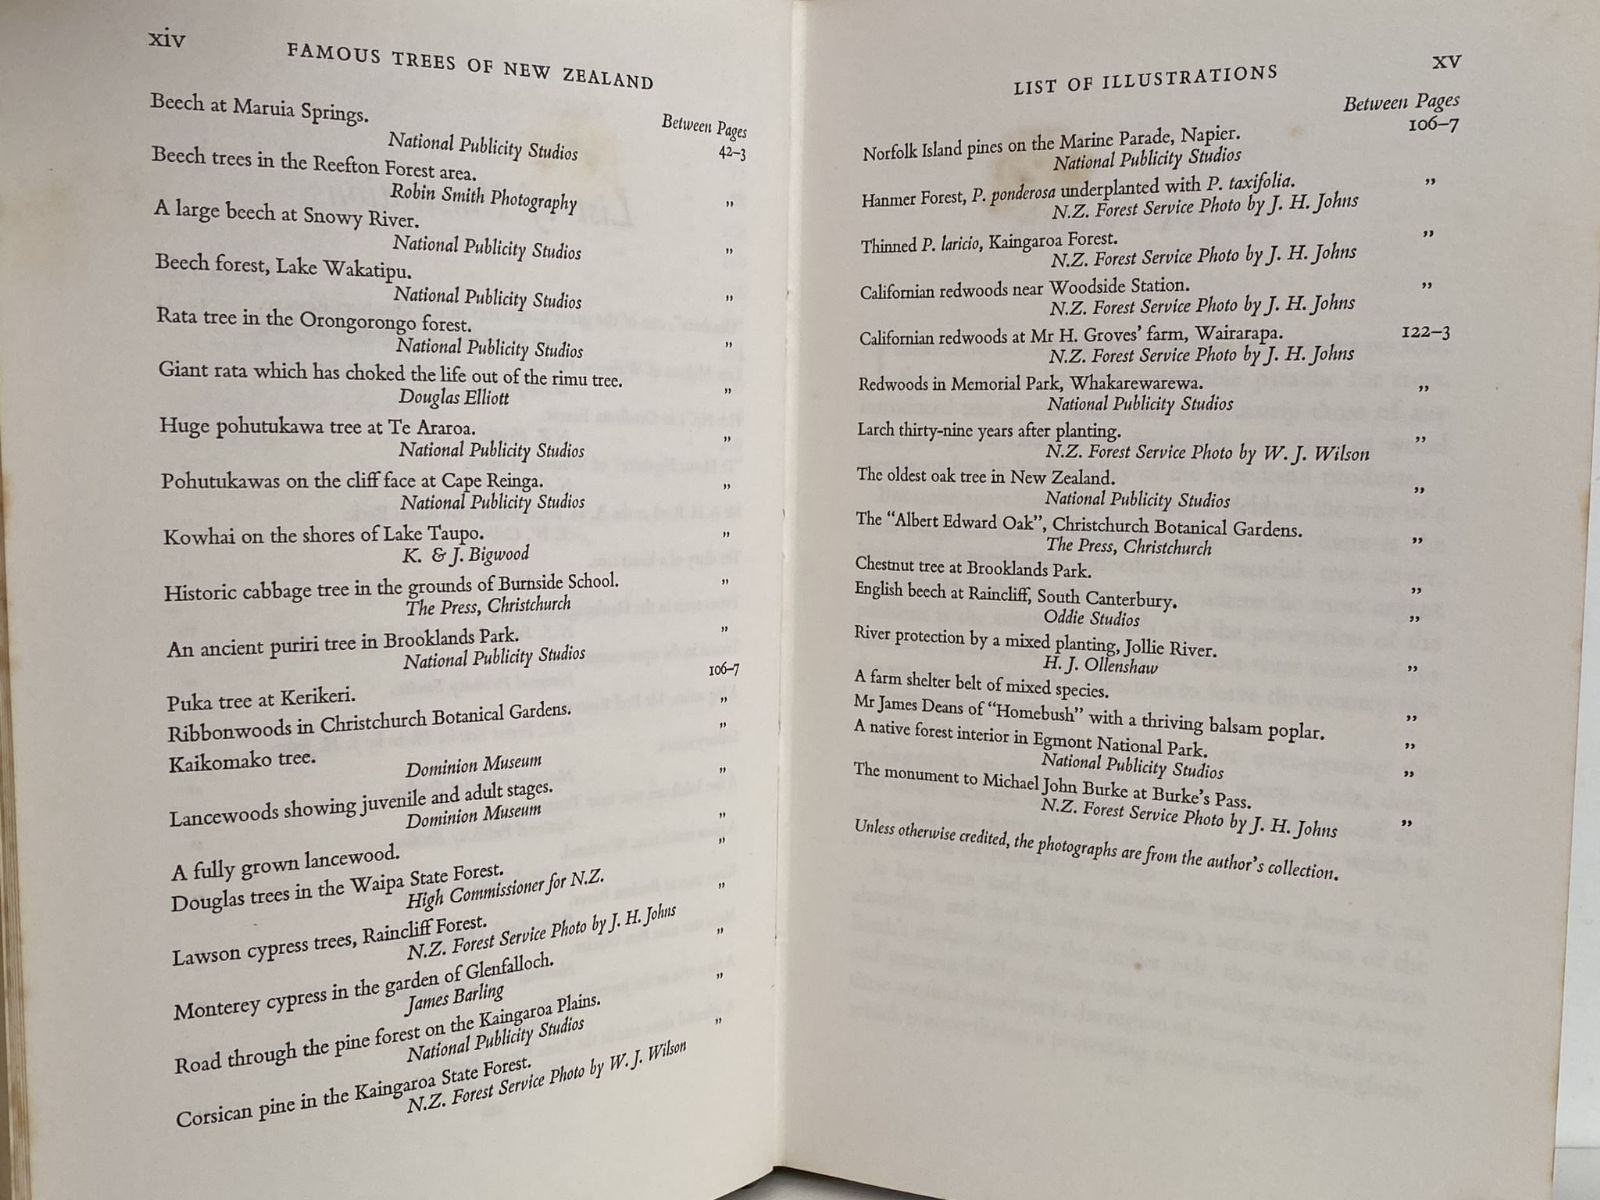 xiv
FAMOUS TREES OF NEW ZEALAND
Between Pages
Beech at Maruia Springs.
National Publicity Studios 42–3
Beech trees in the Reefton Forest area.
Robin Smith Photography ”
A large beech at Snowy River.
National Publicity Studios ”
Beech forest, Lake Wakatipu.
National Publicity Studios ”
Rata tree in the Orongorongo forest.
National Publicity Studios ”
Giant rata which has choked the life out of the rimu tree.
Douglas Elliott ”
Huge pohutukawa tree at Te Araroa.
National Publicity Studios ”
Pohutukawas on the cliff face at Cape Reinga.
National Publicity Studios ”
Kowhai on the shores of Lake Taupo.
K. & J. Bigwood ”
Historic cabbage tree in the grounds of Burnside School. ”
The Press, Christchurch
An ancient puriri tree in Brooklands Park. ”
National Publicity Studios
Puka tree at Kerikeri. 106–7
Ribbonwoods in Christchurch Botanical Gardens. ”
Kaikomako tree. ”
Dominion Museum
Lancewoods showing juvenile and adult stages. ”
Dominion Museum
A fully grown lancewood. ”
Douglas trees in the Waipa State Forest. ”
High Commissioner for N.Z.
Lawson cypress trees, Raincliff Forest. ”
N.Z. Forest Service Photo by J. H. Johns
Monterey cypress in the garden of Glenfalloch. ”
James Barling
Road through the pine forest on the Kaingaroa Plains. ”
National Publicity Studios
Corsican pine in the Kaingaroa State Forest. ”
N.Z. Forest Service Photo by W. J. Wilson
LIST OF ILLUSTRATIONS
xv
Between Pages
Norfolk Island pines on the Marine Parade, Napier. 106–7
National Publicity Studios
Hanmer Forest, P. ponderosa underplanted with P. taxifolia. ”
N.Z. Forest Service Photo by J. H. Johns
Thinned P. laricio, Kaingaroa Forest. ”
N.Z. Forest Service Photo by J. H. Johns
Californian redwoods near Woodside Station. ”
N.Z. Forest Service Photo by J. H. Johns
Californian redwoods at Mr H. Groves’ farm, Wairarapa. 122–3
N.Z. Forest Service Photo by J. H. Johns
Redwoods in Memorial Park, Whakarewarewa. ”
National Publicity Studios
Larch thirty-nine years after planting. ”
N.Z. Forest Service Photo by W. J. Wilson
The oldest oak tree in New Zealand. ”
National Publicity Studios
The “Albert Edward Oak”, Christchurch Botanical Gardens. ”
The Press, Christchurch
Chestnut tree at Brooklands Park. ”
English beech at Raincliff, South Canterbury. ”
Oddie Studios
River protection by a mixed planting, Jollie River. ”
H. J. Ollenshaw
A farm shelter belt of mixed species. ”
Mr James Deans of “Homebush” with a thriving balsam poplar. ”
A native forest interior in Egmont National Park. ”
National Publicity Studios
The monument to Michael John Burke at Burke’s Pass. ”
N.Z. Forest Service Photo by J. H. Johns
Unless otherwise credited, the photographs are from the author’s collection.